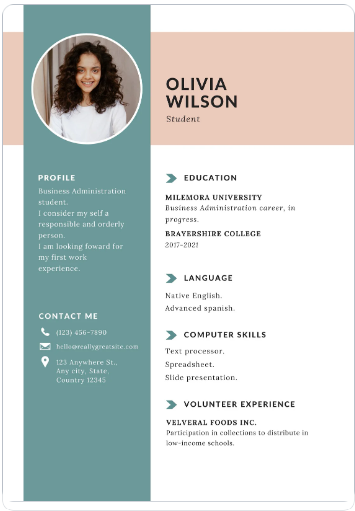 OLIVIA
WILSON
Student
PROFILE
Business Administration
student.
I consider my self a
responsible and orderly
person.
I am looking foward for
my first work
experience.
CONTACT ME
(123) 456-7890
hello@reallygreatsite.com
123 Anywhere St.,
Any city, State.
Country 12345
EDUCATION
MILEMORA UNIVERSITY
Business Administration career, in
progress.
BRAYERSHIRE COLLEGE
2017-2021
LANGUAGE
Native English.
Advanced spanish.
COMPUTER SKILLS
Text processor.
Spreadsheet.
Slide presentation.
VOLUNTEER EXPERIENCE
VELVERAL FOODS INC.
Participation in collections to distribute in
low-income schools.